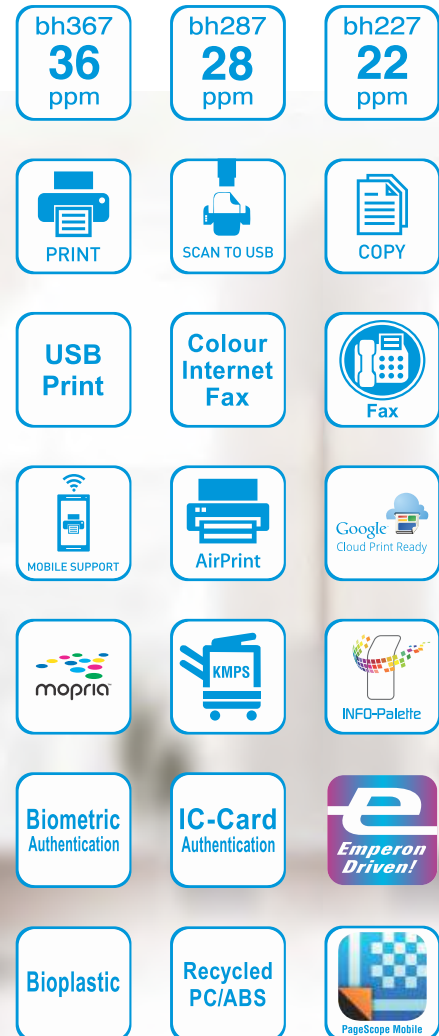 bh367
36
ppm
bh287
28
ppm
bh227
22
ppm
PRINT
SCAN TO USB
COPY
USB
Print
Colour
Internet
Fax
Fax
MOBILE SUPPORT
AirPrint
Google
Cloud Print Ready
mopria
KMPS
INFO-Palette
Biometric
Authentication
IC-Card
Authentication
e
Emperon
Driven!
Bioplastic
Recycled
PC/ABS
PageScope Mobile